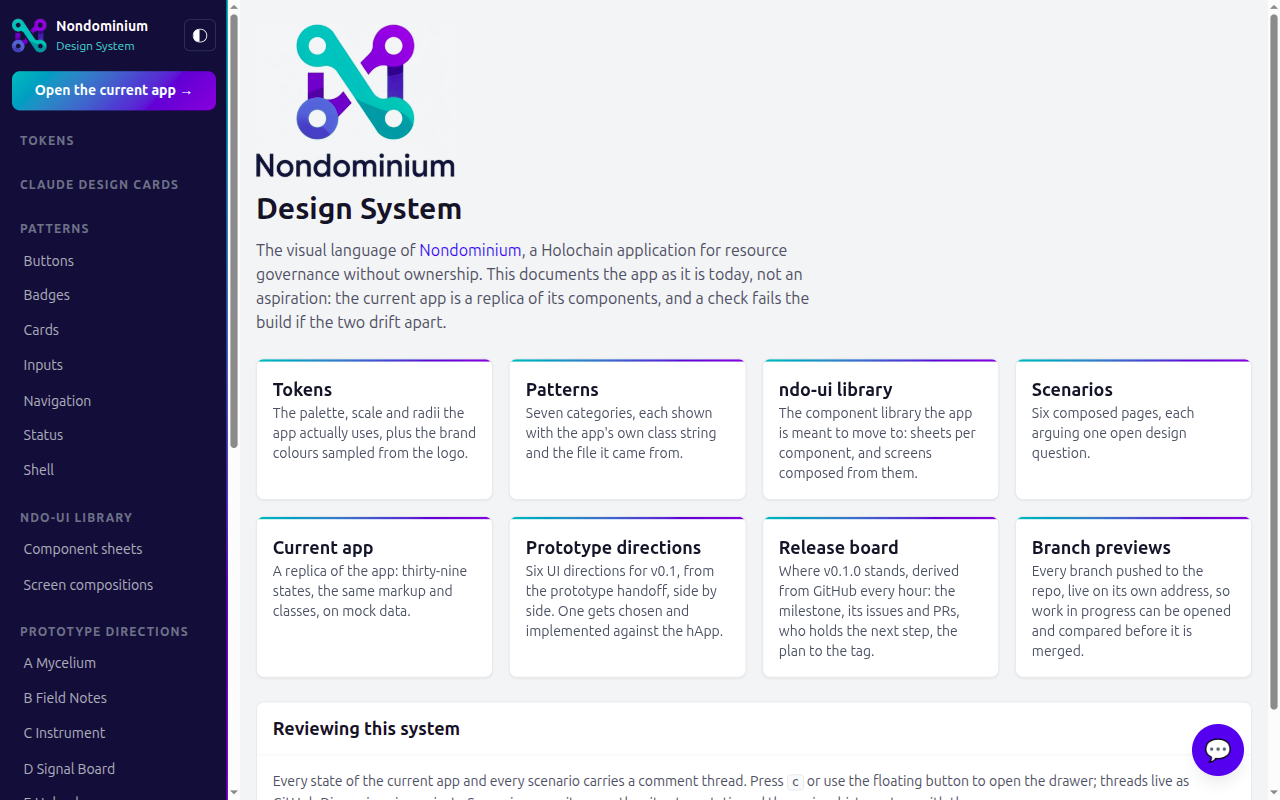 Nondominium
Design System
Open the current app →
TOKENS
CLAUDE DESIGN CARDS
PATTERNS
Buttons
Badges
Cards
Inputs
Navigation
Status
Shell
NDO-UI LIBRARY
Component sheets
Screen compositions
PROTOTYPE DIRECTIONS
A Mycelium
B Field Notes
C Instrument
D Signal Board
Nondominium
Design System
The visual language of Nondominium, a Holochain application for resource
governance without ownership. This documents the app as it is today, not an
aspiration: the current app is a replica of its components, and a check fails the
build if the two drift apart.
Tokens
The palette, scale and radii the
app actually uses, plus the brand
colours sampled from the logo.
Patterns
Seven categories, each shown
with the app's own class string
and the file it came from.
ndo-ui library
The component library the app
is meant to move to: sheets per
component, and screens
composed from them.
Scenarios
Six composed pages, each
arguing one open design
question.
Current app
A replica of the app: thirty-nine
states, the same markup and
classes, on mock data.
Prototype directions
Six UI directions for v0.1, from
the prototype handoff, side by
side. One gets chosen and
implemented against the hApp.
Release board
Where v0.1.0 stands, derived
from GitHub every hour: the
milestone, its issues and PRs,
who holds the next step, the
plan to the tag.
Branch previews
Every branch pushed to the
repo, live on its own address, so
work in progress can be opened
and compared before it is
merged.
Reviewing this system
Every state of the current app and every scenario carries a comment thread. Press c or use the floating button to open the drawer; threads live as